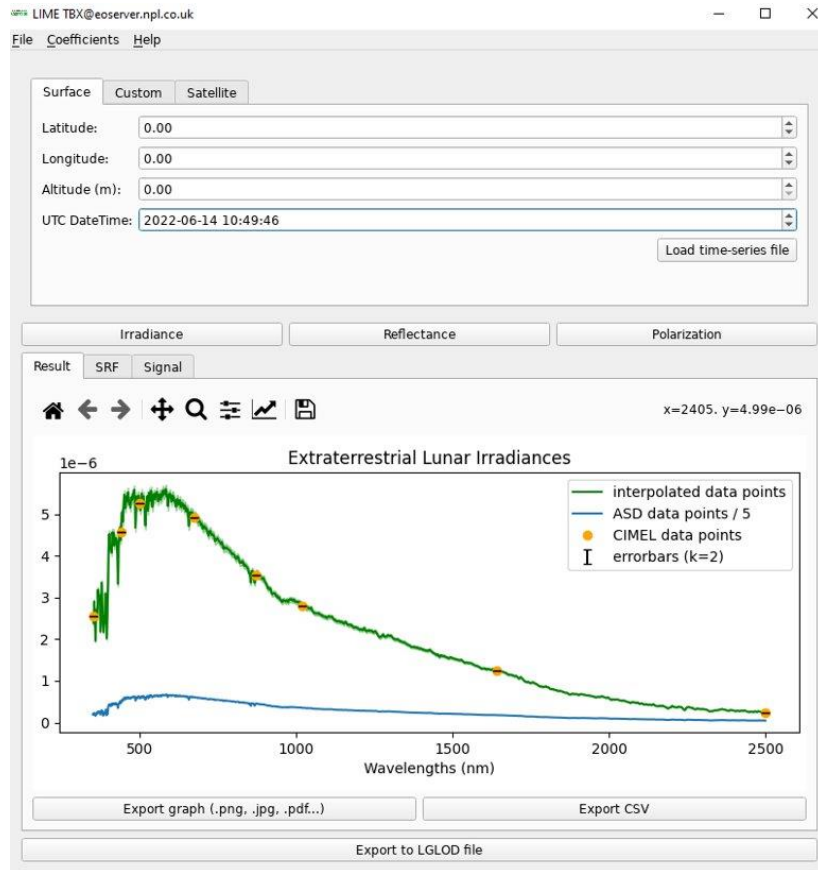 LIME TBX@eoserver.npl.co.uk
File Coefficients Help
Surface Custom Satellite
Latitude: 0.00
Longitude: 0.00
Altitude (m): 0.00
UTC DateTime: 2022-06-14 10:49:46
Load time-series file
Irradiance Reflectance Polarization
Result SRF Signal
x=2405. y=4.99e−06
Extraterrestrial Lunar Irradiances
1e−6
interpolated data points
ASD data points / 5
CIMEL data points
errorbars (k=2)
5
4
3
2
1
0
500 1000 1500 2000 2500
Wavelengths (nm)
Export graph (.png, .jpg, .pdf...) Export CSV
Export to LGLOD file